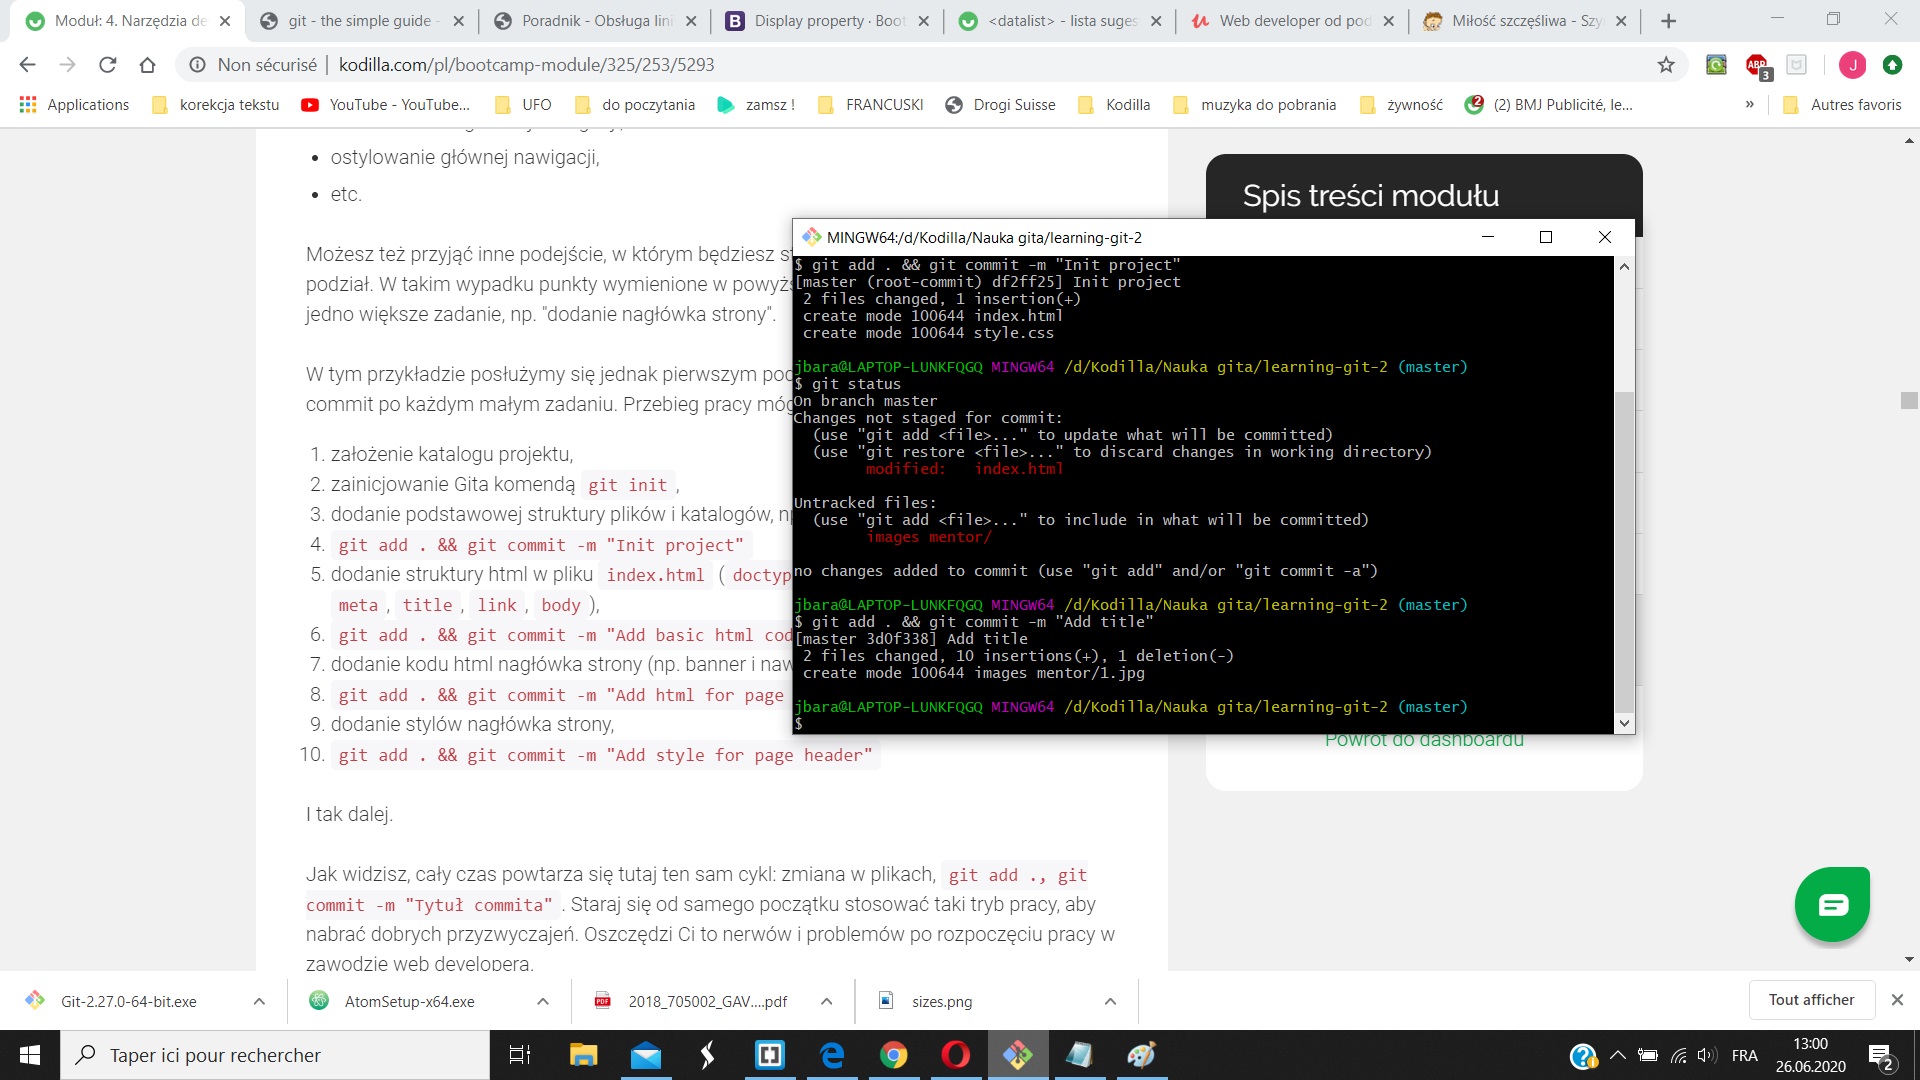 Moduł: 4. Narzędzia de
git - the simple guide -
Poradnik - Obsługa lini
Display property · Boot
<datalist> - lista suges
Web developer od pod
Miłość szczęśliwa - Szy
Non sécurisé | kodilla.com/pl/bootcamp-module/325/253/5293
ABP
3
J
Applications
korekcja tekstu
YouTube - YouTube...
UFO
do poczytania
zamsz !
FRANCUSKI
Drogi Suisse
Kodilla
muzyka do pobrania
żywność
(2) BMJ Publicité, le...
»
Autres favoris
• ostylowanie głównej nawigacji,
• etc.
Możesz też przyjąć inne podejście, w którym będziesz s
podział. W takim wypadku punkty wymienione w powyż
jedno większe zadanie, np. "dodanie nagłówka strony".
W tym przykładzie posłużymy się jednak pierwszym pod
commit po każdym małym zadaniu. Przebieg pracy móg
1. założenie katalogu projektu,
2. zainicjowanie Gita komendą git init ,
3. dodanie podstawowej struktury plików i katalogów, np
4. git add . && git commit -m "Init project"
5. dodanie struktury html w pliku index.html ( doctyp
meta , title , link , body ),
6. git add . && git commit -m "Add basic html cod
7. dodanie kodu html nagłówka strony (np. banner i naw
8. git add . && git commit -m "Add html for page
9. dodanie stylów nagłówka strony,
10. git add . && git commit -m "Add style for page header"
I tak dalej.
Jak widzisz, cały czas powtarza się tutaj ten sam cykl: zmiana w plikach, git add ., git
commit -m "Tytuł commita" . Staraj się od samego początku stosować taki tryb pracy, aby
nabrać dobrych przyzwyczajeń. Oszczędzi Ci to nerwów i problemów po rozpoczęciu pracy w
zawodzie web developera.
Spis treści modułu
MINGW64:/d/Kodilla/Nauka gita/learning-git-2
$ git add . && git commit -m "Init project"
[master (root-commit) df2ff25] Init project
2 files changed, 1 insertion(+)
create mode 100644 index.html
create mode 100644 style.css
jbara@LAPTOP-LUNKFQGQ MINGW64 /d/Kodilla/Nauka gita/learning-git-2 (master)
$ git status
On branch master
Changes not staged for commit:
(use "git add <file>..." to update what will be committed)
(use "git restore <file>..." to discard changes in working directory)
modified: index.html
Untracked files:
(use "git add <file>..." to include in what will be committed)
images mentor/
no changes added to commit (use "git add" and/or "git commit -a")
jbara@LAPTOP-LUNKFQGQ MINGW64 /d/Kodilla/Nauka gita/learning-git-2 (master)
$ git add . && git commit -m "Add title"
[master 3d0f338] Add title
2 files changed, 10 insertions(+), 1 deletion(-)
create mode 100644 images mentor/1.jpg
jbara@LAPTOP-LUNKFQGQ MINGW64 /d/Kodilla/Nauka gita/learning-git-2 (master)
$
Powrót do dashboardu
Git-2.27.0-64-bit.exe
AtomSetup-x64.exe
2018_705002_GAV....pdf
sizes.png
Tout afficher
Taper ici pour rechercher
FRA
13:00
26.06.2020
2